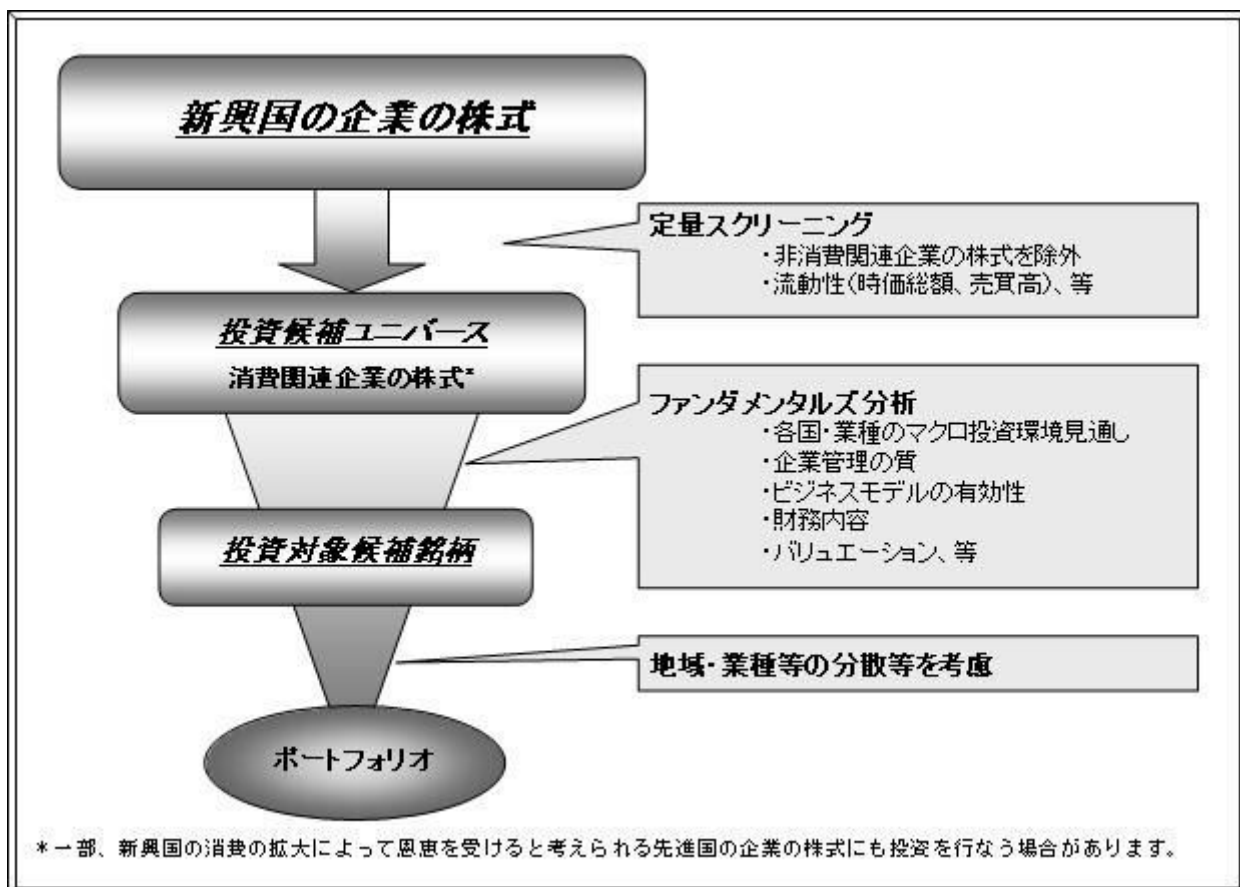 新興国の企業の株式
定量スクリーニング
・非消費関連企業の株式を除外
・流動性(時価総額、売買高)、等
投資候補ユニバース
消費関連企業の株式*
ファンダメンタルズ分析
・各国・業種のマクロ投資環境見通し
・企業管理の質
・ビジネスモデルの有効性
・財務内容
・バリュエーション、等
投資対象候補銘柄
地域・業種等の分散等を考慮
ポートフォリオ
*一部、新興国の消費の拡大によって恩恵を受けると考えられる先進国の企業の株式にも投資を行なう場合があります。